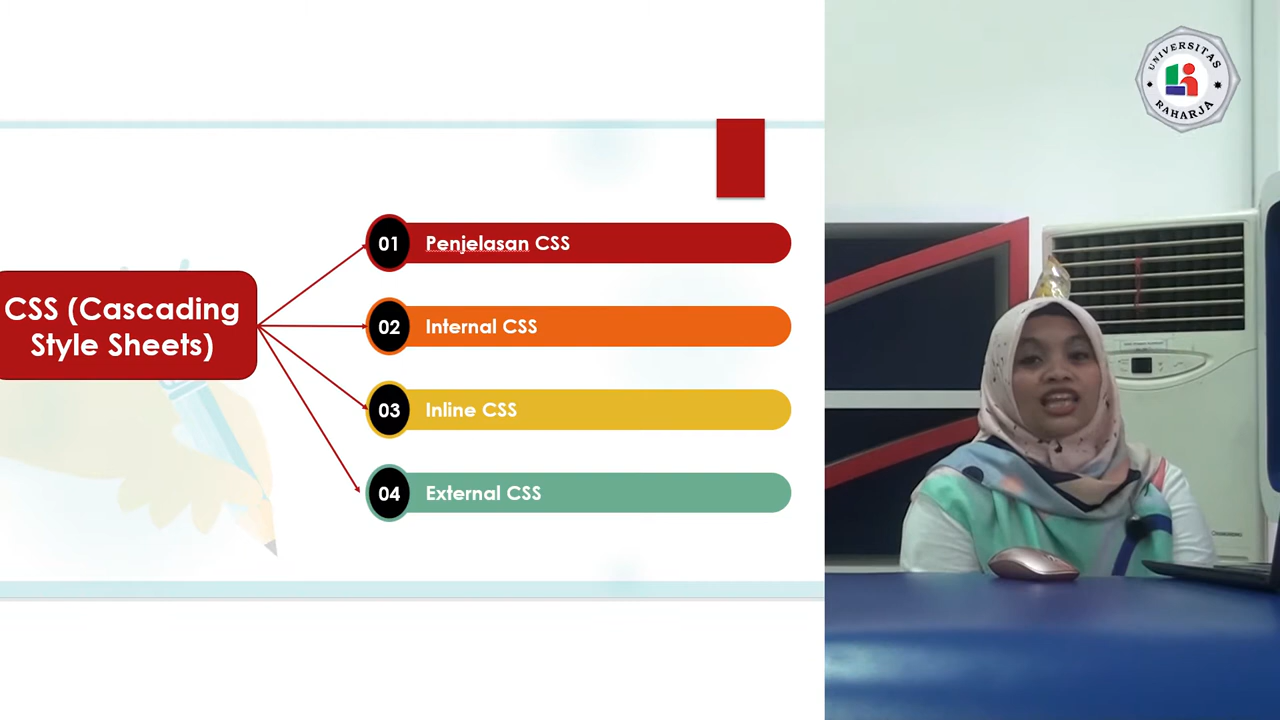 UNIVERSITAS
RAHARJA
CSS (Cascading
Style Sheets)
01 Penjelasan CSS
02 Internal CSS
03 Inline CSS
04 External CSS